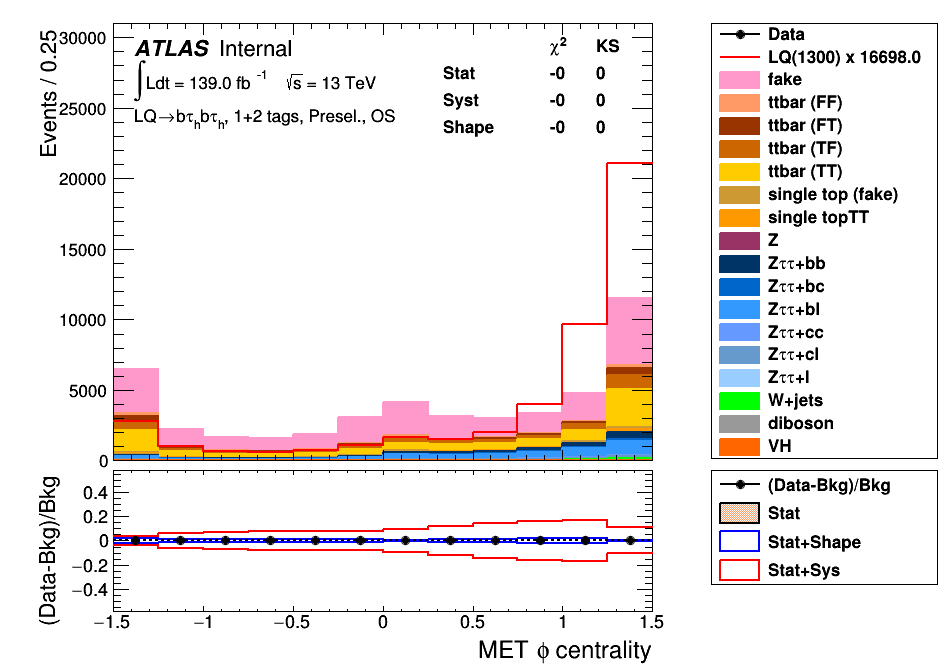 Events / 0.25
30000
25000
20000
15000
10000
5000
0
ATLAS Internal
∫Ldt = 139.0 fb⁻¹ √s = 13 TeV
LQ→bτₕbτₕ, 1+2 tags, Presel., OS
χ² KS
Stat -0 0
Syst -0 0
Shape -0 0
Data
LQ(1300) x 16698.0
fake
ttbar (FF)
ttbar (FT)
ttbar (TF)
ttbar (TT)
single top (fake)
single topTT
Z
Zττ+bb
Zττ+bc
Zττ+bl
Zττ+cc
Zττ+cl
Zττ+l
W+jets
diboson
VH
(Data-Bkg)/Bkg
0.4
0.2
0
−0.2
−0.4
−1.5 −1 −0.5 0 0.5 1 1.5
MET ϕ centrality
(Data-Bkg)/Bkg
Stat
Stat+Shape
Stat+Sys